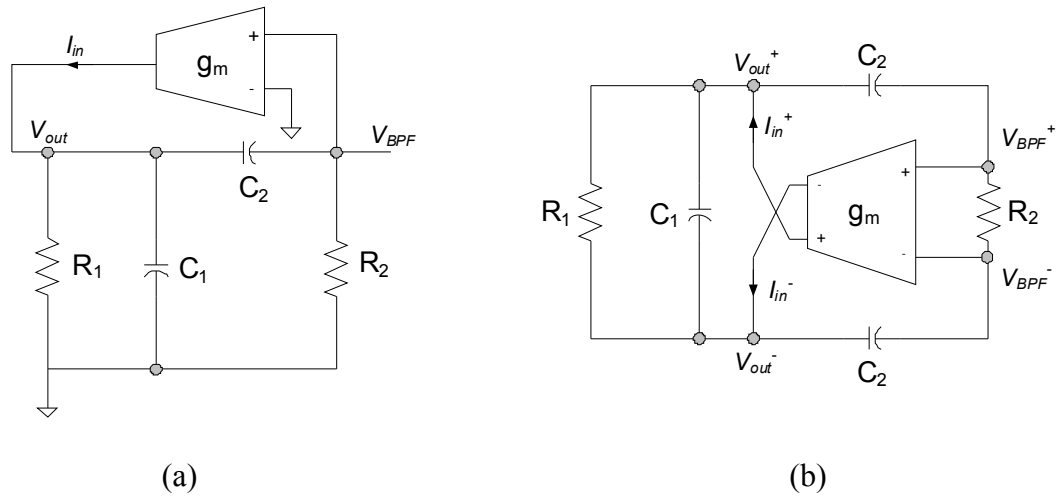 I_in
+
g_m
-
V_out
V_BPF
C_2
R_1
C_1
R_2
(a)
V_out^+
C_2
I_in^+
V_BPF^+
R_1
C_1
-
+
g_m
+
-
R_2
I_in^-
V_BPF^-
V_out^-
C_2
(b)